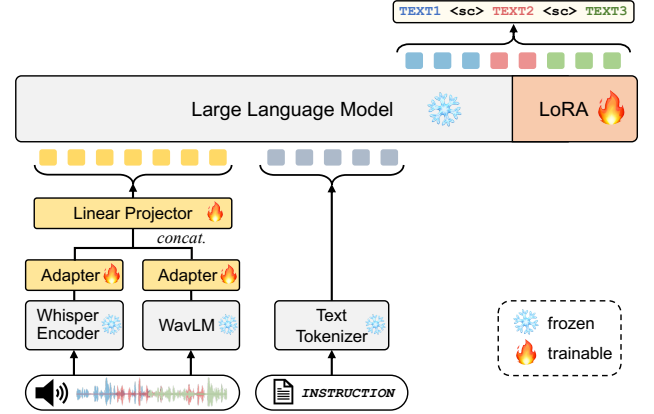 TEXT1 <sc> TEXT2 <sc> TEXT3
Large Language Model
LoRA
Linear Projector
concat.
Adapter
Adapter
Whisper
Encoder
WavLM
Text
Tokenizer
frozen
trainable
INSTRUCTION